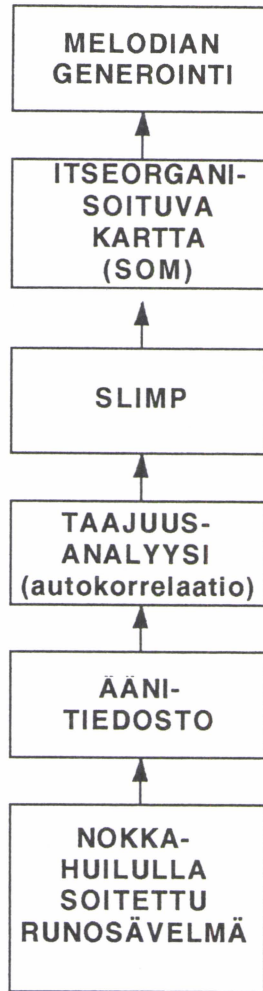 MELODIAN
GENEROINTI
ITSEORGANI-
SOITUVA
KARTTA
(SOM)
SLIMP
TAAJUUS-
ANALYYSI
(autokorrelaatio)
ÄÄNI-
TIEDOSTO
NOKKA-
HUILULLA
SOITETTU
RUNOSÄVELMÄ